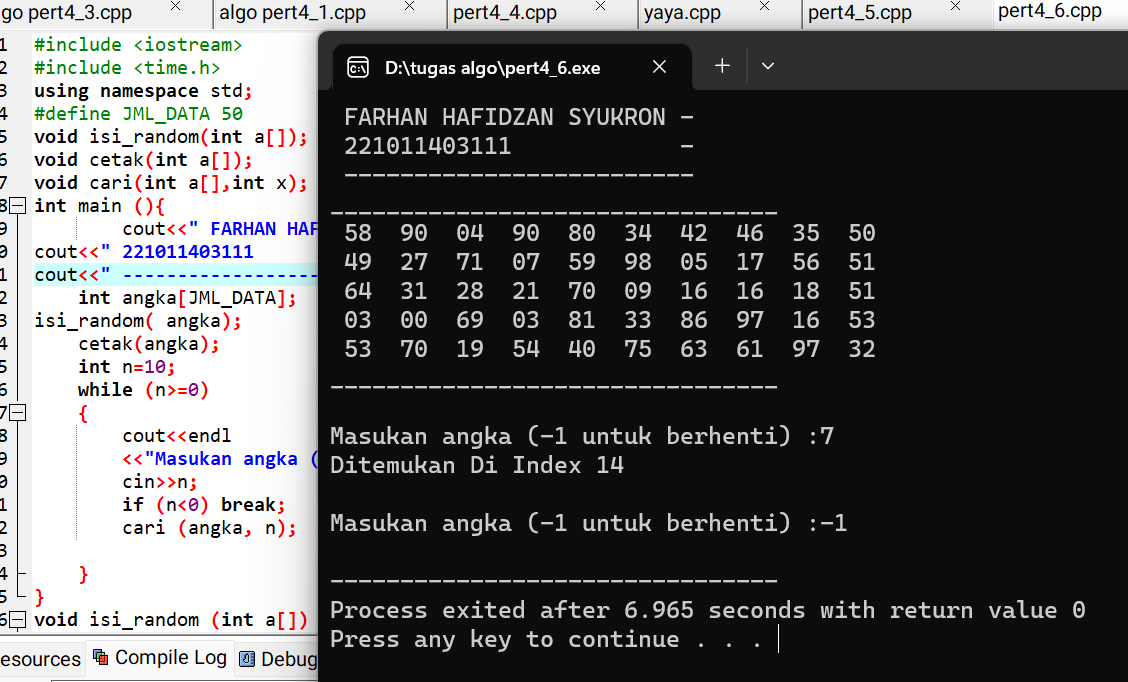 go pert4_3.cpp algo pert4_1.cpp pert4_4.cpp yaya.cpp pert4_5.cpp pert4_6.cpp
1 #include <iostream>
2 #include <time.h>
3 using namespace std;
4 #define JML_DATA 50
5 void isi_random(int a[]);
6 void cetak(int a[]);
7 void cari(int a[],int x);
8 int main (){
9 cout<<" FARHAN HAF
0 cout<<" 221011403111
1 cout<<" ------------------
2 int angka[JML_DATA];
3 isi_random( angka);
4 cetak(angka);
5 int n=10;
6 while (n>=0)
7 {
8 cout<<endl
9 <<"Masukan angka (
0 cin>>n;
1 if (n<0) break;
2 cari (angka, n);
3
4 }
5 }
6 void isi_random (int a[])
esources Compile Log Debug
D:\tugas algo\pert4_6.exe
FARHAN HAFIDZAN SYUKRON -
221011403111 -
-------------------------
________________________________
58 90 04 90 80 34 42 46 35 50
49 27 71 07 59 98 05 17 56 51
64 31 28 21 70 09 16 16 18 51
03 00 69 03 81 33 86 97 16 53
53 70 19 54 40 75 63 61 97 32
--------------------------------
Masukan angka (-1 untuk berhenti) :7
Ditemukan Di Index 14
Masukan angka (-1 untuk berhenti) :-1
--------------------------------
Process exited after 6.965 seconds with return value 0
Press any key to continue . . .